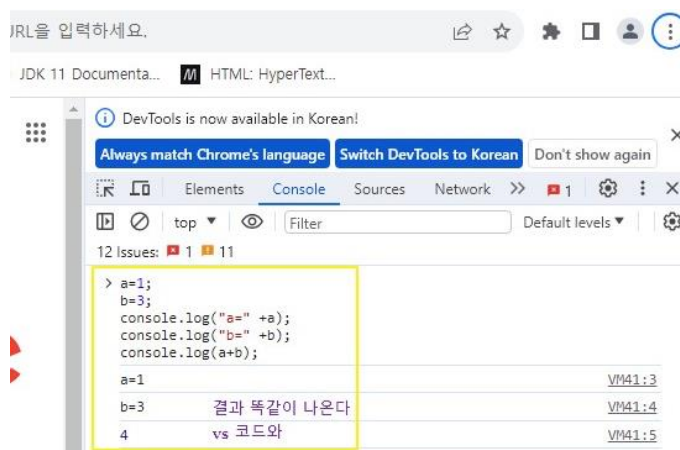 URL을 입력하세요.
JDK 11 Documenta... M HTML: HyperText...
DevTools is now available in Korean!
Always match Chrome's language Switch DevTools to Korean Don't show again
Elements Console Sources Network 1
top Filter Default levels
12 Issues: 1 11
> a=1;
b=3;
console.log("a=" +a);
console.log("b=" +b);
console.log(a+b);
a=1 VM41:3
b=3 결과 똑같이 나온다 VM41:4
4 vs 코드와 VM41:5